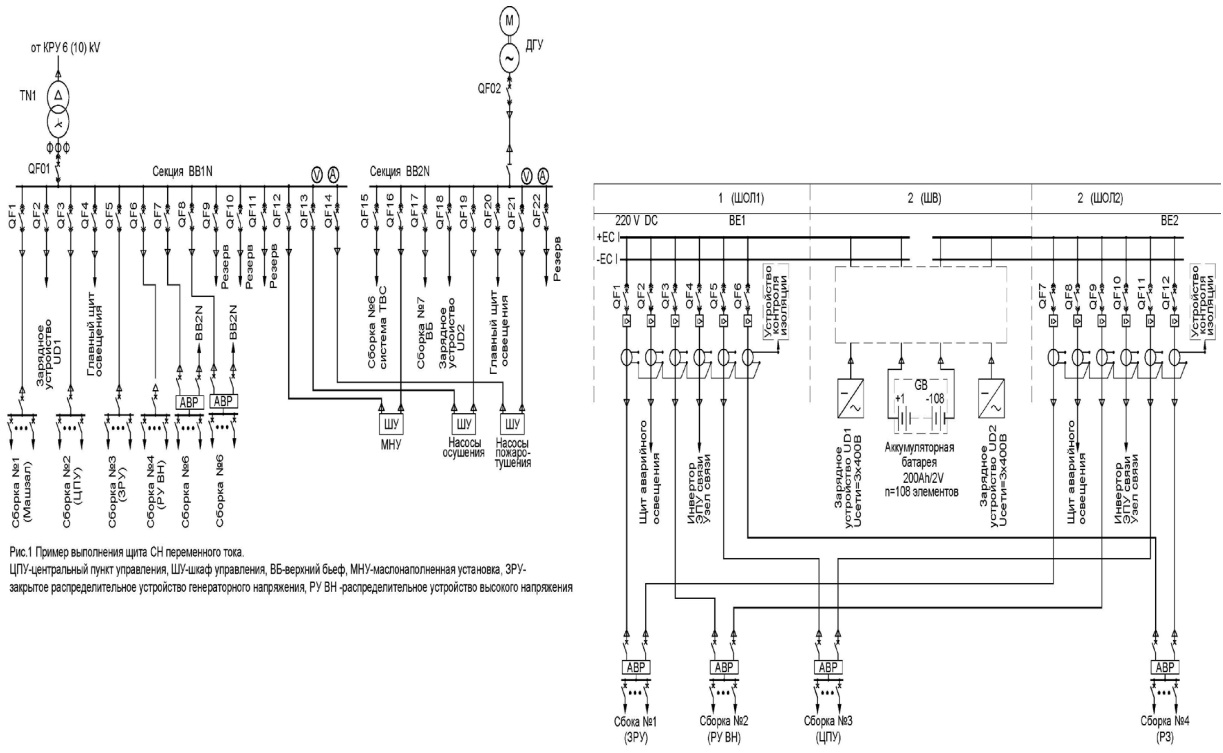 от КРУ 6 (10) kV
TN1
QF01
М
ДГУ
QF02
Секция BB1N
V A
Секция BB2N
V A
QF1
QF2
QF3
QF4
QF5
QF6
QF7
QF8
QF9
QF10
QF11
QF12
QF13
QF14
QF15
QF16
QF17
QF18
QF19
QF20
QF21
QF22
Зарядное
устройство
UD1
Главный щит
освещения
BB2N
BB2N
Резерв
Резерв
Резерв
Сборка №6
система ТВС
Сборка №7
ВБ
Зарядное
устройство
UD2
Главный щит
освещения
Резерв
АВР
АВР
ШУ
МНУ
ШУ
Насосы
осушения
ШУ
Насосы
пожаро-
тушения
Сборка №1
(Машзал)
Сборка №2
(ЦПУ)
Сборка №3
(ЗРУ)
Сборка №4
(РУ ВН)
Сборка №6
Сборка №6
Рис.1 Пример выполнения щита СН переменного тока.
ЦПУ-центральный пункт управления, ШУ-шкаф управления, ВБ-верхний бьеф, МНУ-маслонаполненная установка, ЗРУ-
закрытое распределительное устройство генераторного напряжения, РУ ВН -распределительное устройство высокого напряжения
1 (ШОЛ1)
2 (ШВ)
2 (ШОЛ2)
220 V DC
BE1
BE2
+EC I
-EC I
QF1
QF2
QF3
QF4
QF5
QF6
Устройство
контроля
изоляции
QF7
QF8
QF9
QF10
QF11
QF12
Устройство
контроля
изоляции
Щит аварийного
освещения
Инвертор
ЭПУ связи
Узел связи
Зарядное
устройство UD1
Uсети=3x400В
GB
+1
-108
Аккумуляторная
батарея
200Ah/2V
n=108 элементов
Зарядное
устройство UD2
Uсети=3x400В
Щит аварийного
освещения
Инвертор
ЭПУ связи
Узел связи
АВР
АВР
АВР
АВР
Сбока №1
(ЗРУ)
Сборка №2
(РУ ВН)
Сборка №3
(ЦПУ)
Сборка №4
(РЗ)